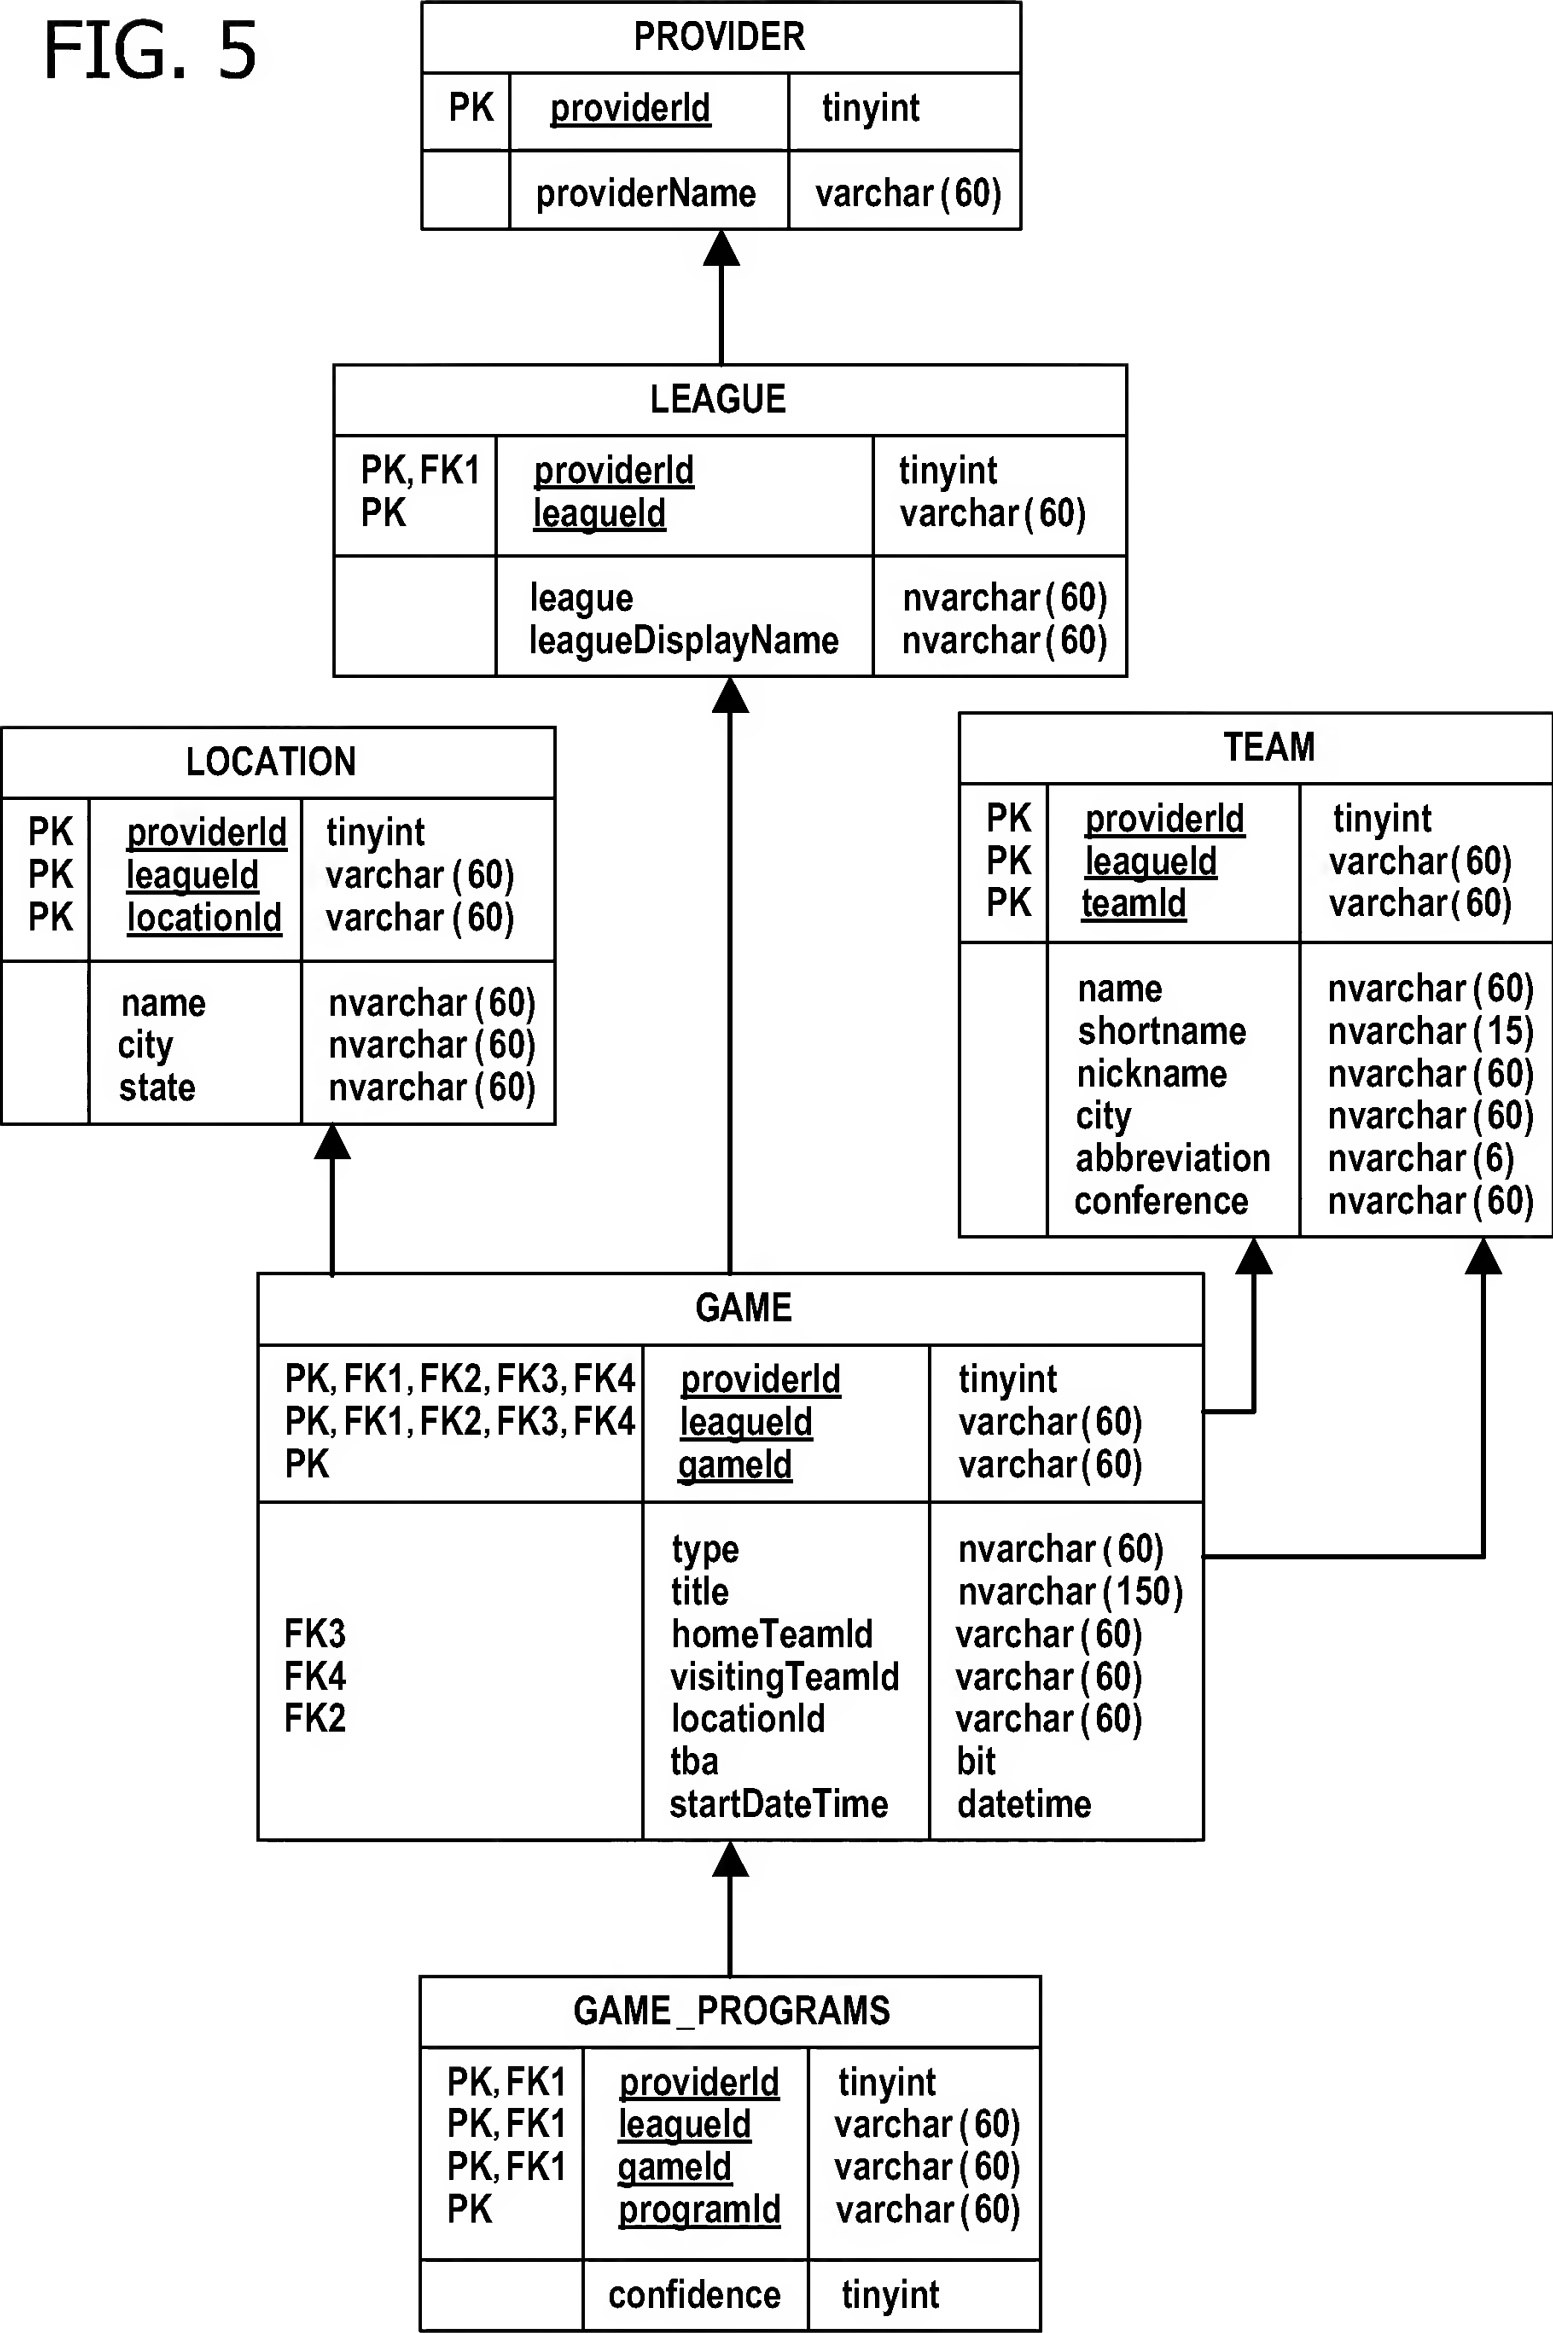 FIG. 5
PROVIDER
PK providerId tinyint
providerName varchar(60)
LEAGUE
PK, FK1 providerId tinyint
PK leagueId varchar(60)
league nvarchar(60)
leagueDisplayName nvarchar(60)
LOCATION
PK providerId tinyint
PK leagueId varchar(60)
PK locationId varchar(60)
name nvarchar(60)
city nvarchar(60)
state nvarchar(60)
TEAM
PK providerId tinyint
PK leagueId varchar(60)
PK teamId varchar(60)
name nvarchar(60)
shortname nvarchar(15)
nickname nvarchar(60)
city nvarchar(60)
abbreviation nvarchar(6)
conference nvarchar(60)
GAME
PK, FK1, FK2, FK3, FK4 providerId tinyint
PK, FK1, FK2, FK3, FK4 leagueId varchar(60)
PK gameId varchar(60)
type nvarchar(60)
title nvarchar(150)
FK3 homeTeamId varchar(60)
FK4 visitingTeamId varchar(60)
FK2 locationId varchar(60)
tba bit
startDateTime datetime
GAME_PROGRAMS
PK, FK1 providerId tinyint
PK, FK1 leagueId varchar(60)
PK, FK1 gameId varchar(60)
PK programId varchar(60)
confidence tinyint